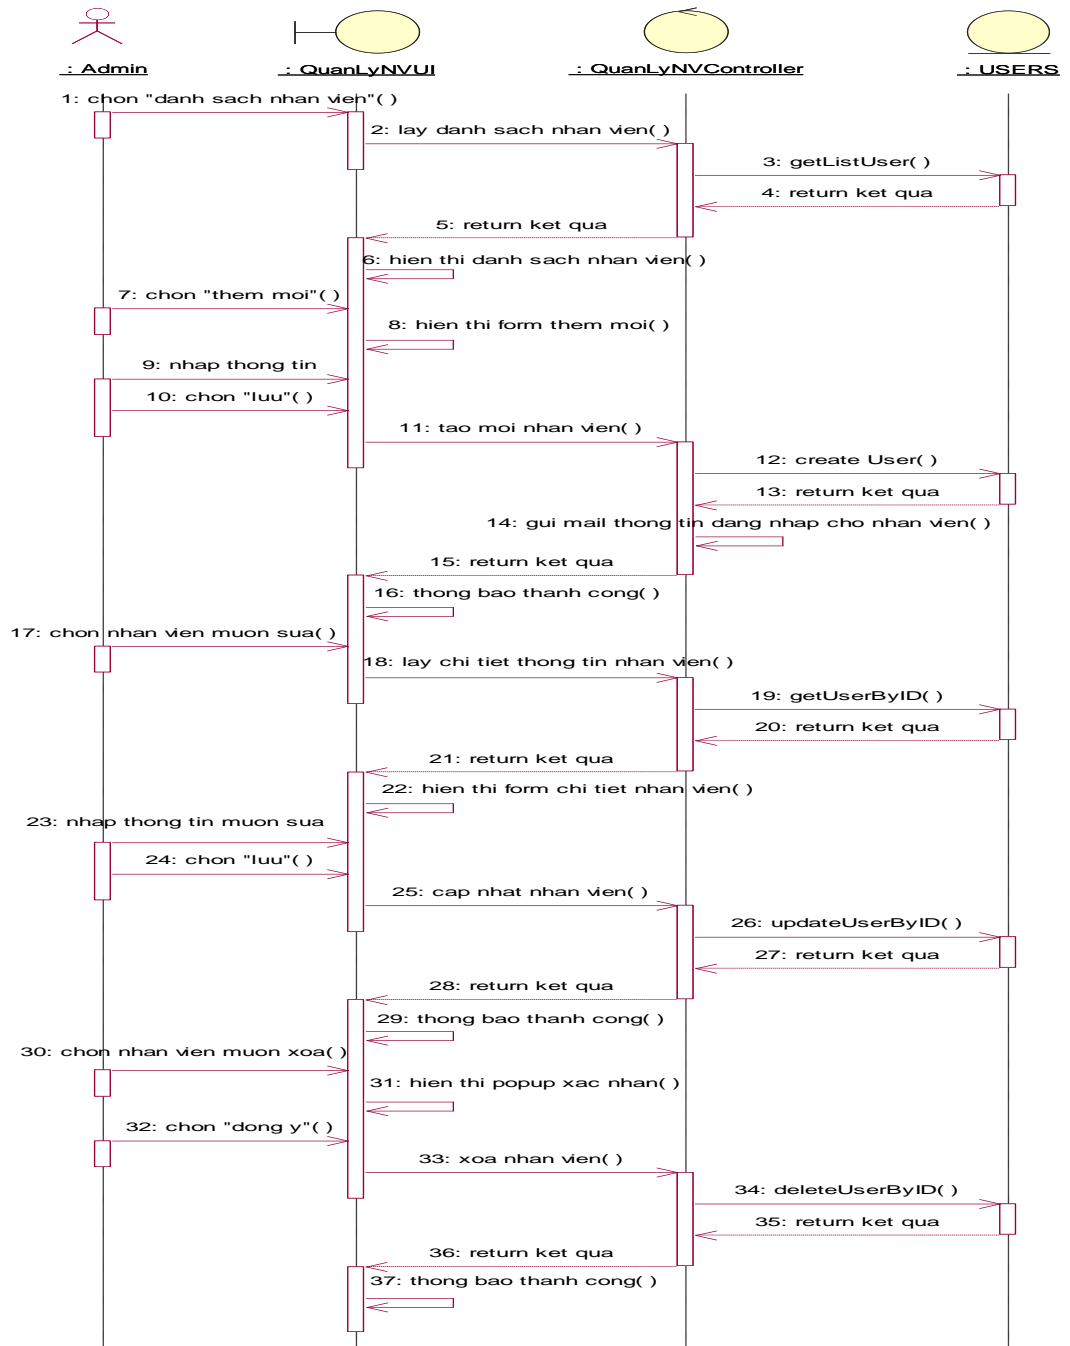 : Admin
: QuanLyNVUI
: QuanLyNVController
: USERS
1: chon "danh sach nhan vien"( )
2: lay danh sach nhan vien( )
3: getListUser( )
4: return ket qua
5: return ket qua
6: hien thi danh sach nhan vien( )
7: chon "them moi"( )
8: hien thi form them moi( )
9: nhap thong tin
10: chon "luu"( )
11: tao moi nhan vien( )
12: create User( )
13: return ket qua
14: gui mail thong tin dang nhap cho nhan vien( )
15: return ket qua
16: thong bao thanh cong( )
17: chon nhan vien muon sua( )
18: lay chi tiet thong tin nhan vien( )
19: getUserByID( )
20: return ket qua
21: return ket qua
22: hien thi form chi tiet nhan vien( )
23: nhap thong tin muon sua
24: chon "luu"( )
25: cap nhat nhan vien( )
26: updateUserByID( )
27: return ket qua
28: return ket qua
29: thong bao thanh cong( )
30: chon nhan vien muon xoa( )
31: hien thi popup xac nhan( )
32: chon "dong y"( )
33: xoa nhan vien( )
34: deleteUserByID( )
35: return ket qua
36: return ket qua
37: thong bao thanh cong( )